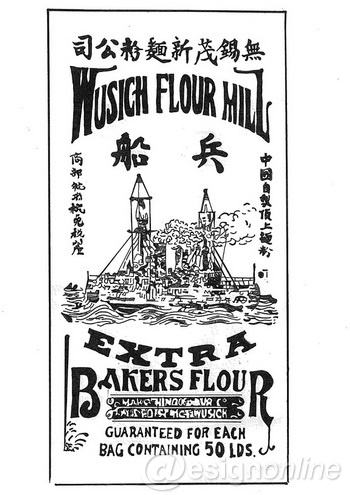 無錫茂新麵粉公司
WUSICH FLOUR MILL
兵船
中國自製頂上麵粉
EXTRA
BAKERS FLOUR
GUARANTEED FOR EACH
BAG CONTAINING 50 LDS.
designonline